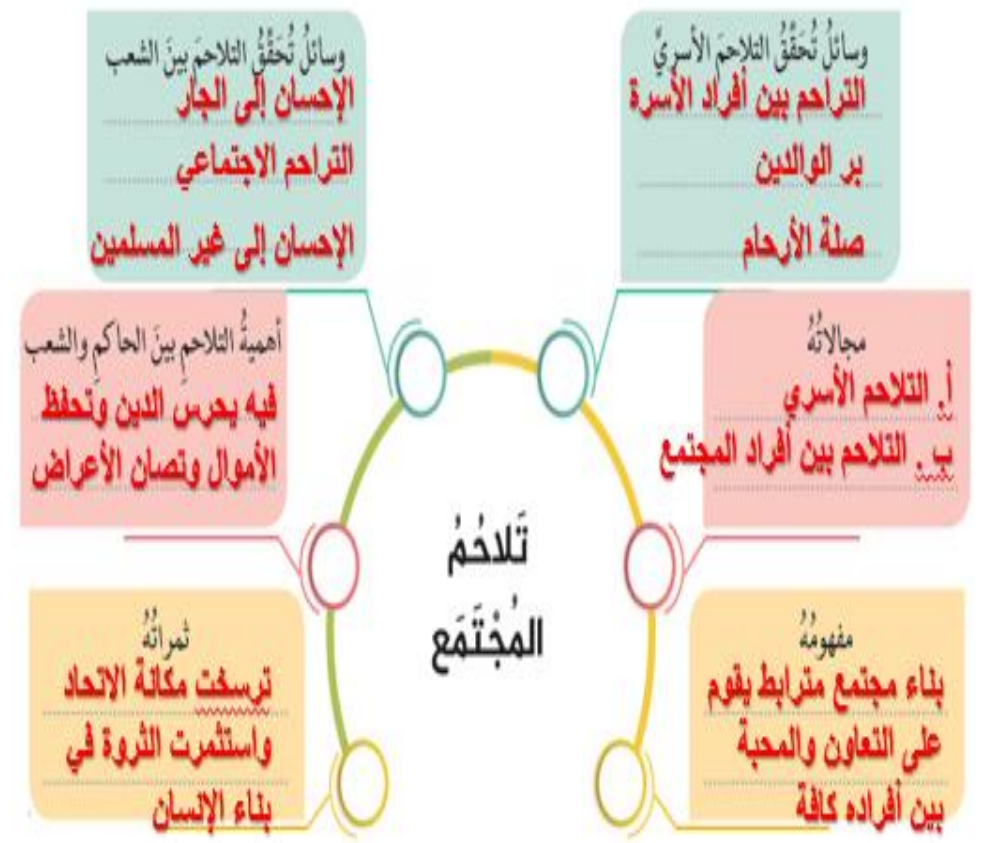 وسائلُ تُحَقَّقُ التلاحمَ الأسريَّ
التراحم بين أفراد الأسرة
بر الوالدين
صلة الأرحام
وسائلُ تُحَقَّقُ التلاحمَ بينَ الشعب
الإحسان إلى الجار
التراحم الاجتماعي
الإحسان إلى غير المسلمين
مجالاتُهُ
أ. التلاحم الأسري
ب. التلاحم بين أفراد المجتمع
أهميةُ التلاحمِ بينَ الحاكمِ والشعب
فيه يحرس الدين وتحفظ
الأموال وتصان الأعراض
تَلاحُمُ
المُجْتَمَع
مفهومُهُ
بناء مجتمع مترابط يقوم
على التعاون والمحبة
بين أفراده كافة
ثمراتُهُ
ترسخت مكانة الاتحاد
واستثمرت الثروة في
بناء الإنسان